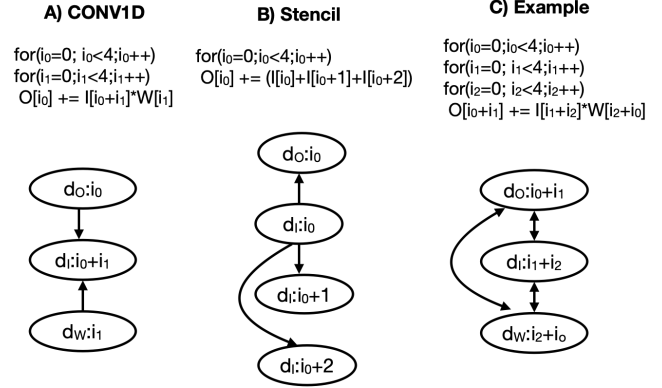 A) CONV1D
for(i₀=0; i₀<4;i₀++)
for(i₁=0;i₁<4;i₁++)
O[i₀] += I[i₀+i₁]*W[i₁]
d_O:i₀
d_I:i₀+i₁
d_W:i₁
B) Stencil
for(i₀=0;i₀<4;i₀++)
O[i₀] += (I[i₀]+I[i₀+1]+I[i₀+2])
d_O:i₀
d_I:i₀
d_I:i₀+1
d_I:i₀+2
C) Example
for(i₀=0;i₀<4;i₀++)
for(i₁=0; i₁<4;i₁++)
for(i₂=0; i₂<4;i₂++)
O[i₀+i₁] += I[i₁+i₂]*W[i₂+i₀]
d_O:i₀+i₁
d_I:i₁+i₂
d_W:i₂+iₒ